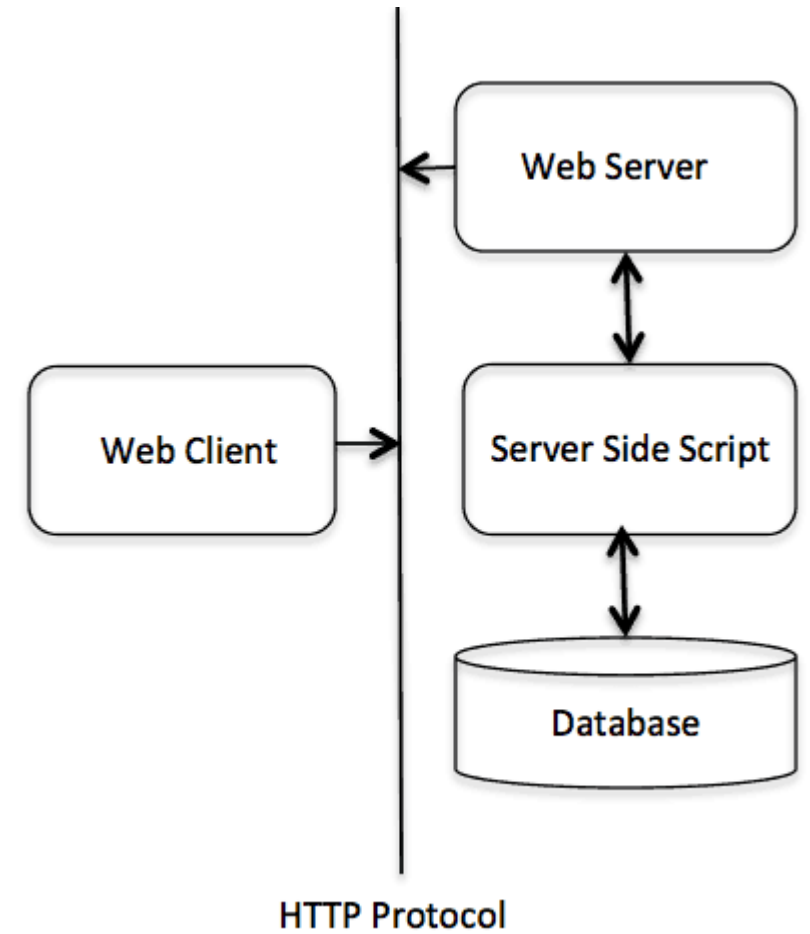 Web Server
Web Client
Server Side Script
Database
HTTP Protocol